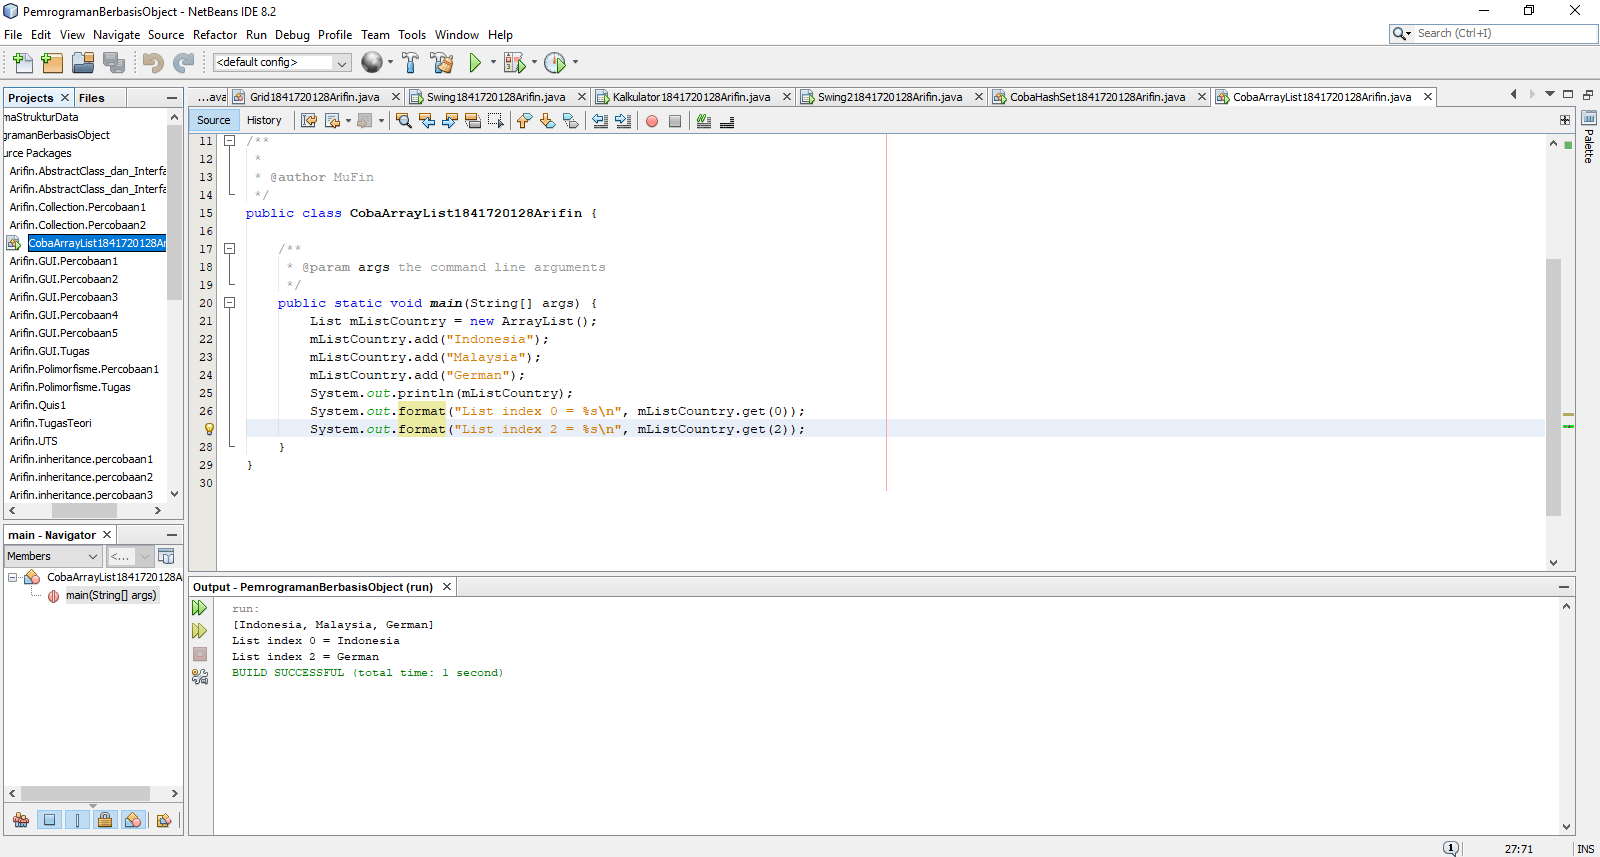 PemrogramanBerbasisObject - NetBeans IDE 8.2
File Edit View Navigate Source Refactor Run Debug Profile Team Tools Window Help
Search (Ctrl+I)
<default config>
Projects Files
...ava Grid1841720128Arifin.java Swing1841720128Arifin.java Kalkulator1841720128Arifin.java Swing21841720128Arifin.java CobaHashSet1841720128Arifin.java CobaArrayList1841720128Arifin.java
Source History
Palette
maStrukturData
gramanBerbasisObject
urce Packages
Arifin.AbstractClass_dan_Interfa
Arifin.AbstractClass_dan_Interfa
Arifin.Collection.Percobaan1
Arifin.Collection.Percobaan2
CobaArrayList1841720128Ar
Arifin.GUI.Percobaan1
Arifin.GUI.Percobaan2
Arifin.GUI.Percobaan3
Arifin.GUI.Percobaan4
Arifin.GUI.Percobaan5
Arifin.GUI.Tugas
Arifin.Polimorfisme.Percobaan1
Arifin.Polimorfisme.Tugas
Arifin.Quis1
Arifin.TugasTeori
Arifin.UTS
Arifin.inheritance.percobaan1
Arifin.inheritance.percobaan2
Arifin.inheritance.percobaan3
11 /**
12 *
13 * @author MuFin
14 */
15 public class CobaArrayList1841720128Arifin {
16
17 /**
18 * @param args the command line arguments
19 */
20 public static void main(String[] args) {
21 List mListCountry = new ArrayList();
22 mListCountry.add("Indonesia");
23 mListCountry.add("Malaysia");
24 mListCountry.add("German");
25 System.out.println(mListCountry);
26 System.out.format("List index 0 = %s\n", mListCountry.get(0));
System.out.format("List index 2 = %s\n", mListCountry.get(2));
28 }
29 }
30
main - Navigator
Members <...
CobaArrayList1841720128A
main(String[] args)
Output - PemrogramanBerbasisObject (run)
run:
[Indonesia, Malaysia, German]
List index 0 = Indonesia
List index 2 = German
BUILD SUCCESSFUL (total time: 1 second)
1 27:71 INS